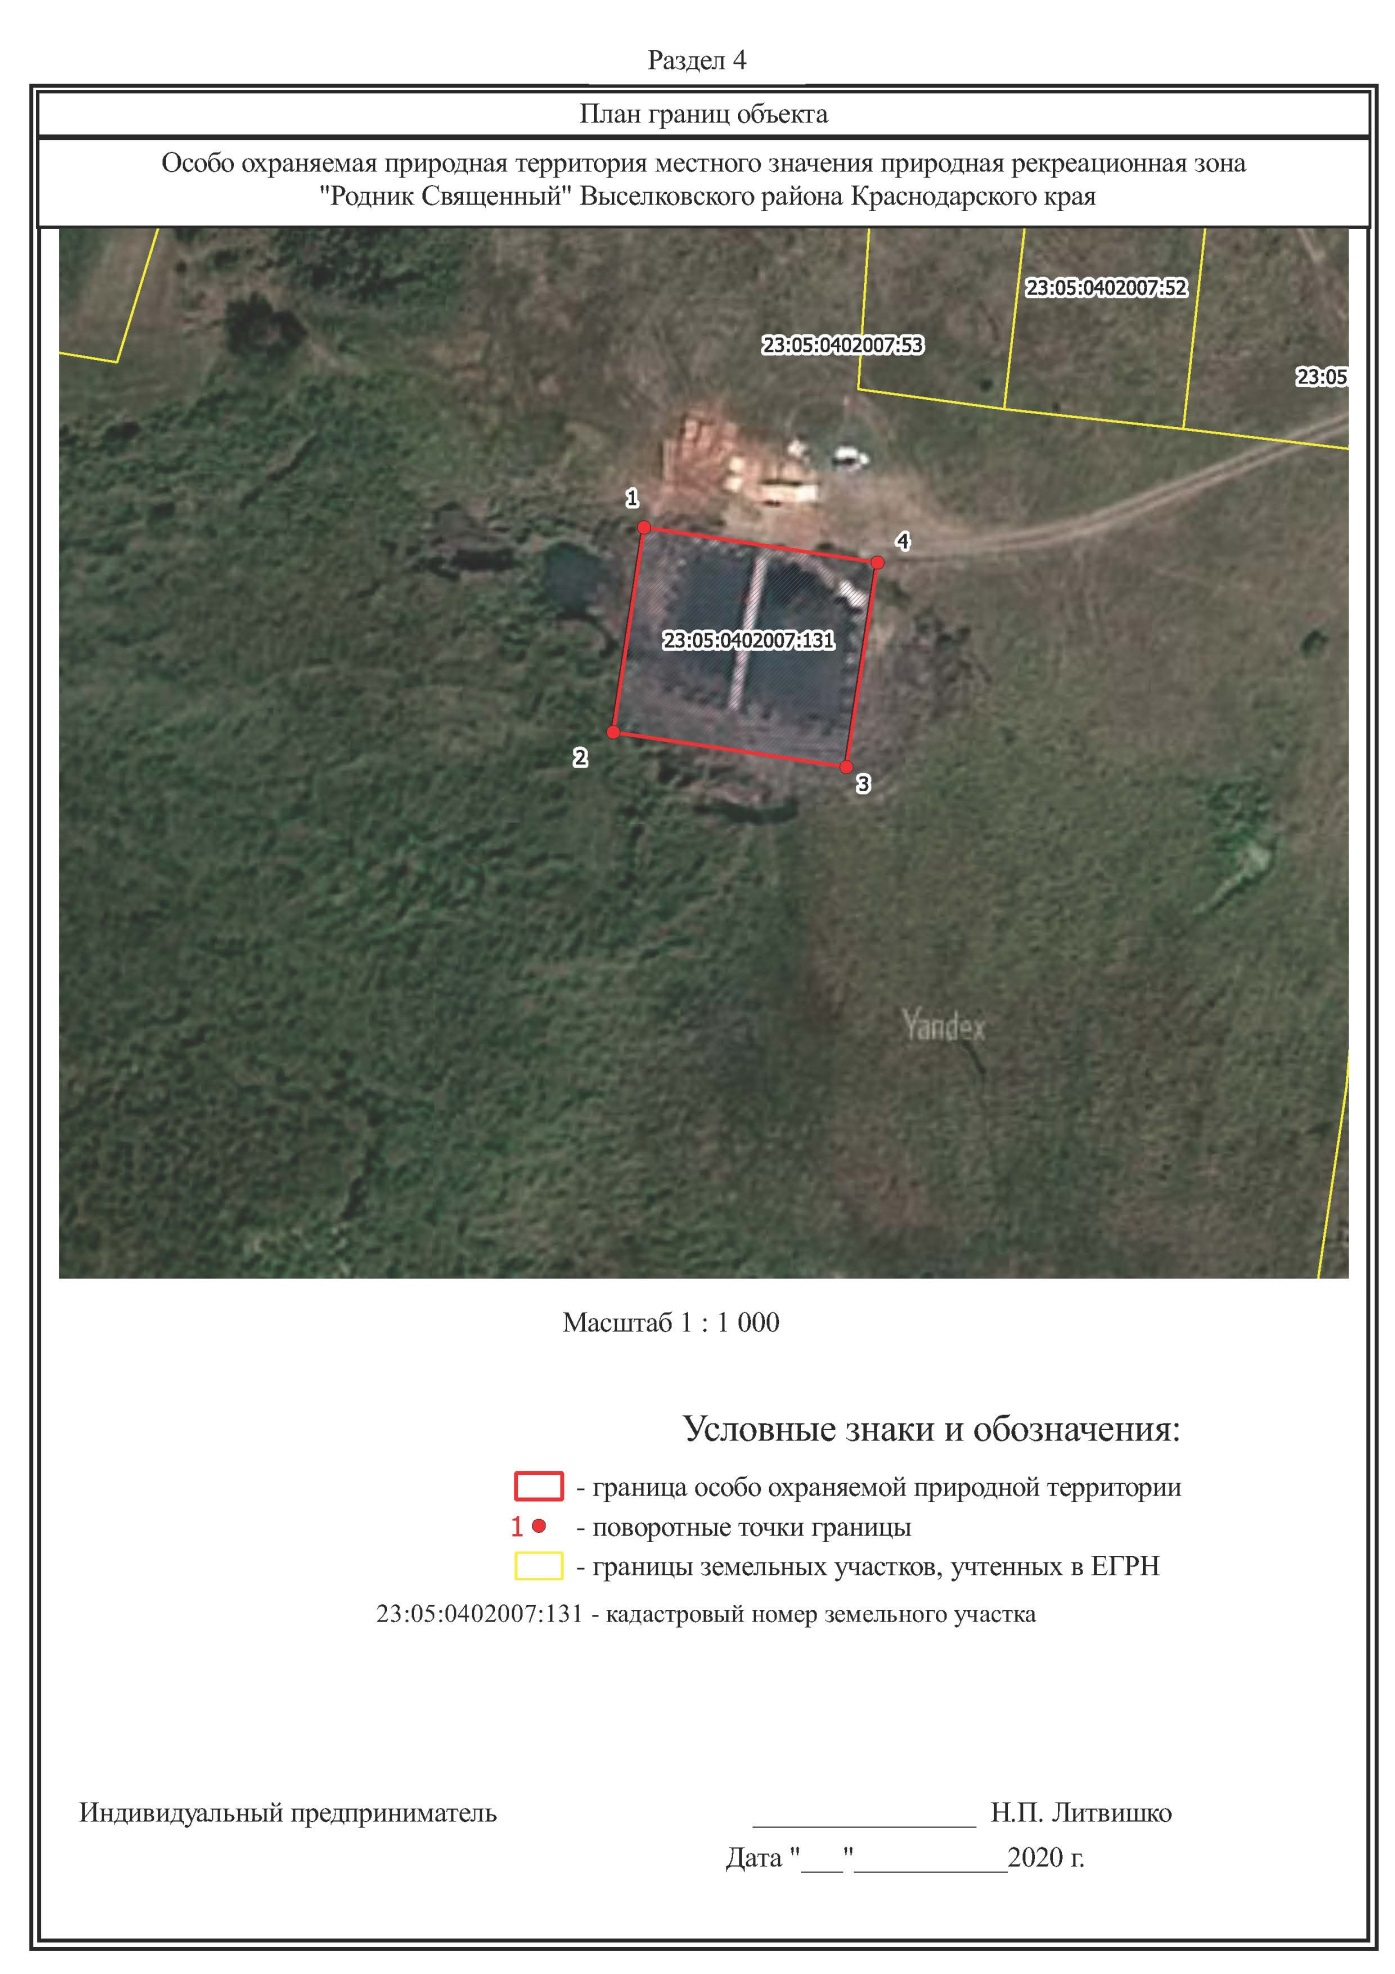 Раздел 4
План границ объекта
Особо охраняемая природная территория местного значения природная рекреационная зона
"Родник Священный" Выселковского района Краснодарского края
23:05:0402007:52
23:05:0402007:53
23:05
1
4
23:05:0402007:131
2
3
Yandex
Масштаб 1 : 1 000
Условные знаки и обозначения:
- граница особо охраняемой природной территории
1 - поворотные точки границы
- границы земельных участков, учтенных в ЕГРН
23:05:0402007:131 - кадастровый номер земельного участка
Индивидуальный предприниматель ________________ Н.П. Литвишко
Дата "___"___________2020 г.